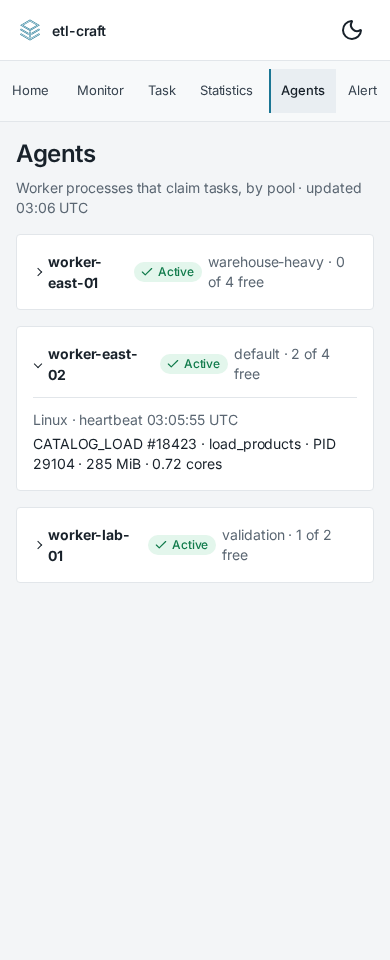 etl-craft
Home Monitor Task Statistics Agents Alert
Agents
Worker processes that claim tasks, by pool · updated
03:06 UTC
worker-east-01 Active warehouse-heavy · 0 of 4 free
worker-east-02 Active default · 2 of 4 free
Linux · heartbeat 03:05:55 UTC
CATALOG_LOAD #18423 · load_products · PID
29104 · 285 MiB · 0.72 cores
worker-lab-01 Active validation · 1 of 2 free